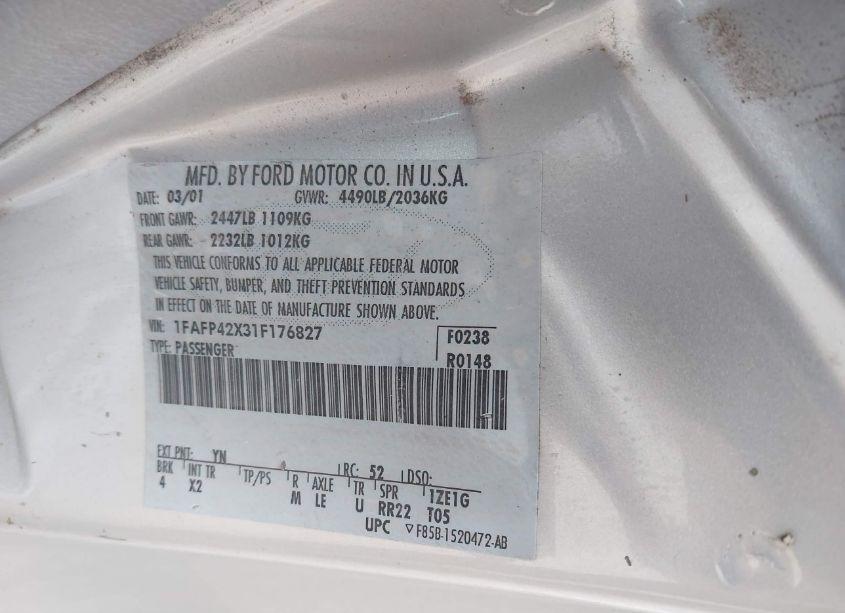 MFD. BY FORD MOTOR CO. IN U.S.A.
DATE: 03/01 GVWR: 4490LB/2036KG
FRONT GAWR: 2447LB 1109KG
REAR GAWR: 2232LB 1012KG
THIS VEHICLE CONFORMS TO ALL APPLICABLE FEDERAL MOTOR
VEHICLE SAFETY, BUMPER, AND THEFT PREVENTION STANDARDS
IN EFFECT ON THE DATE OF MANUFACTURE SHOWN ABOVE.
VIN: 1FAFP42X31F176827 F0238
TYPE: PASSENGER R0148
EXT PNT: YN RC: 52 DSO:
BRK INT TR TP/PS R AXLE TR SPR 1ZE1G
4 X2 M LE U RR22 T05
UPC ▽F85B-1520472-AB